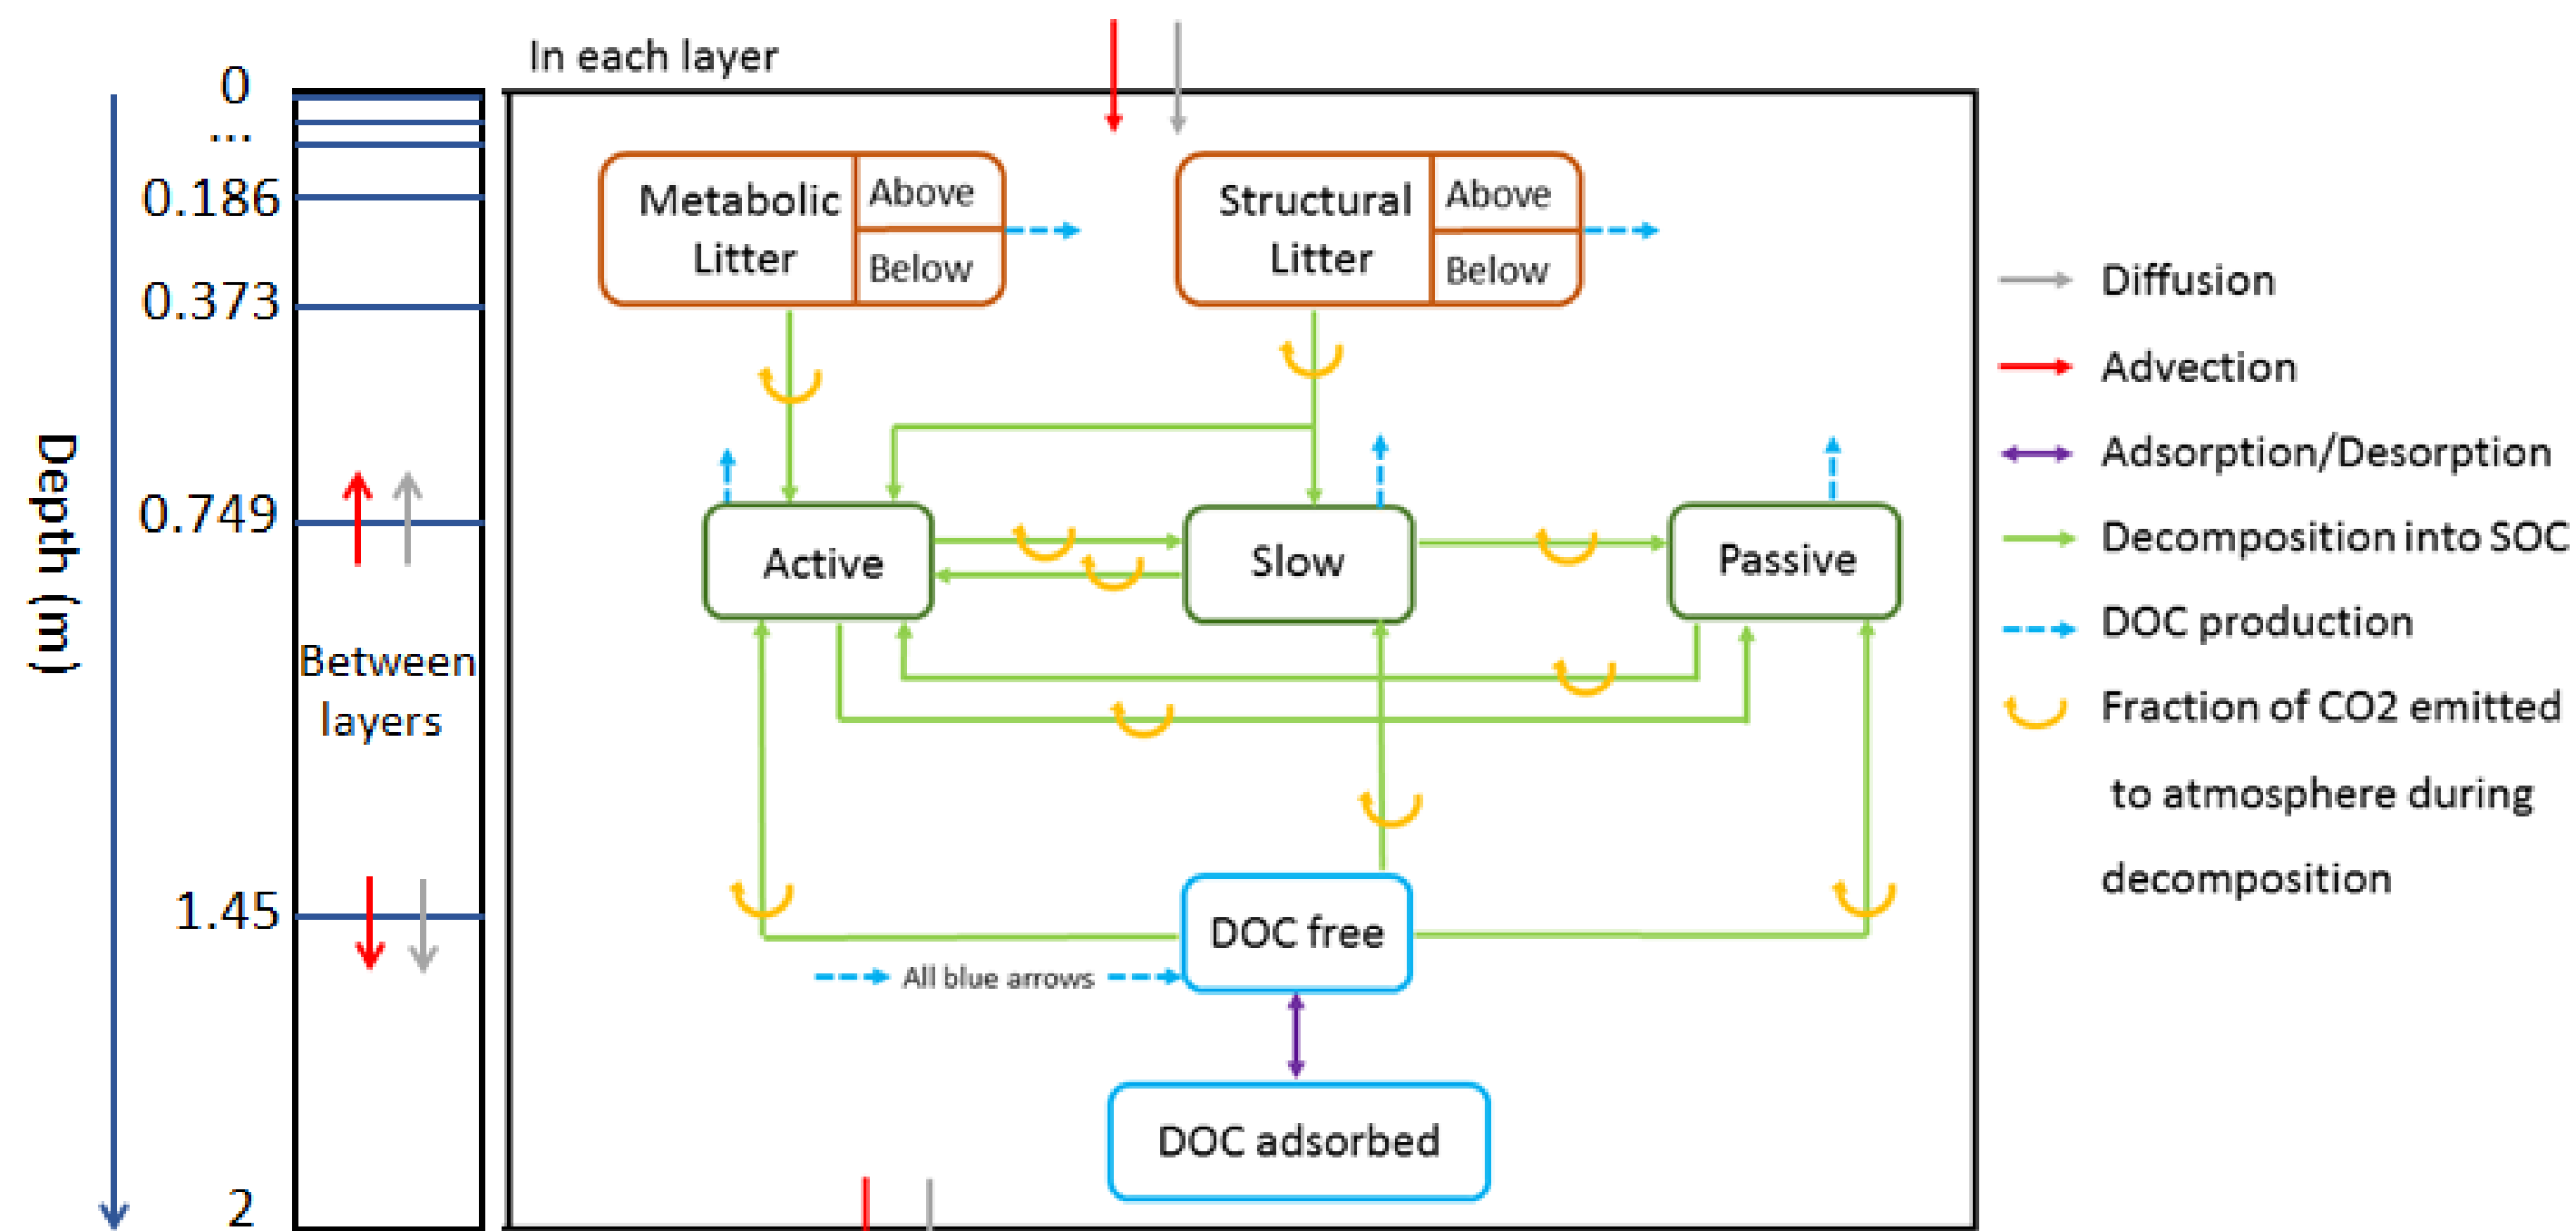 In each layer
0
...
0.186
0.373
0.749
1.45
2
Depth (m)
Between
layers
Metabolic
Litter
Above
Below
Structural
Litter
Above
Below
Active
Slow
Passive
DOC free
All blue arrows
DOC adsorbed
Diffusion
Advection
Adsorption/Desorption
Decomposition into SOC
DOC production
Fraction of CO2 emitted
to atmosphere during
decomposition